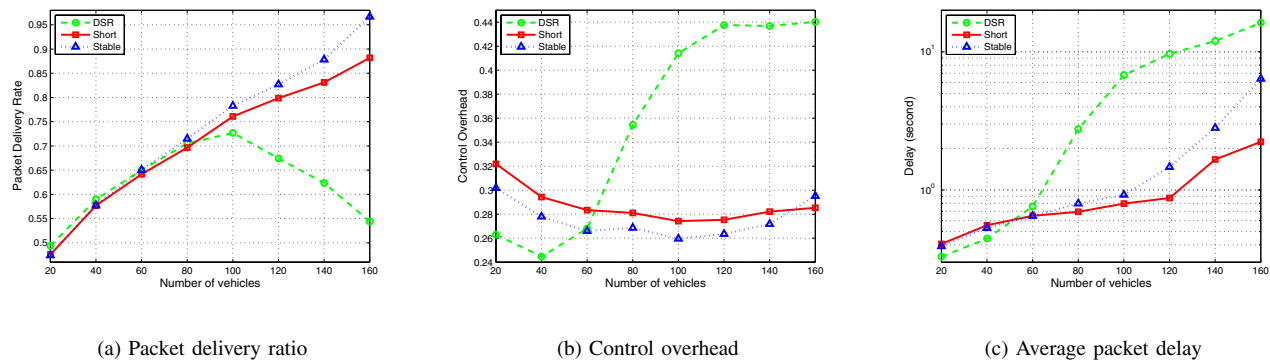 DSR
Short
Stable
0.95
0.9
0.85
0.8
0.75
0.7
0.65
0.6
0.55
0.5
Packet Delivery Rate
20 40 60 80 100 120 140 160
Number of vehicles
(a) Packet delivery ratio
DSR
Short
Stable
0.44
0.42
0.4
0.38
0.36
0.34
0.32
0.3
0.28
0.26
0.24
Control Overhead
20 40 60 80 100 120 140 160
Number of vehicles
(b) Control overhead
DSR
Short
Stable
10^1
10^0
Delay (second)
20 40 60 80 100 120 140 160
Number of vehicles
(c) Average packet delay